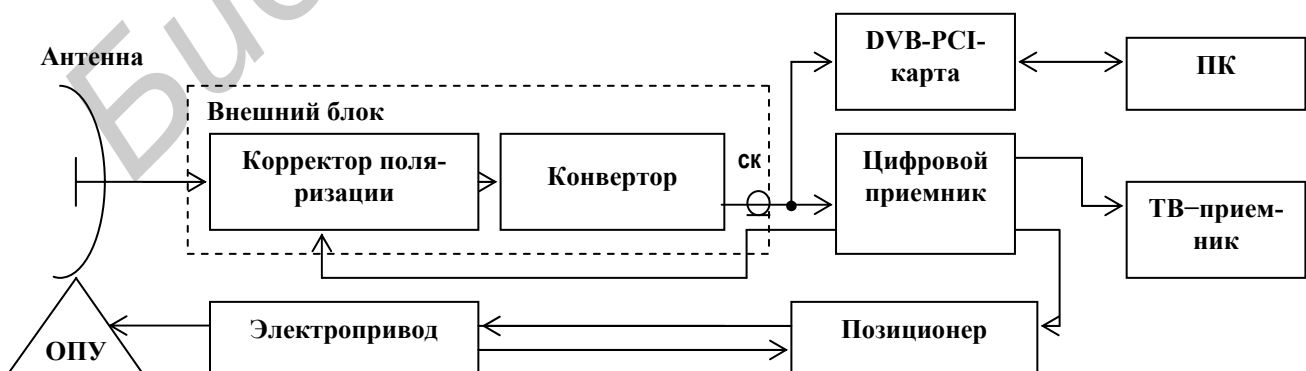 Би
Антенна
Внешний блок
Корректор поля-
ризации
Конвертор
СК
DVB-PCI-
карта
ПК
Цифровой
приемник
ТВ−прием-
ник
ОПУ
Электропривод
Позиционер